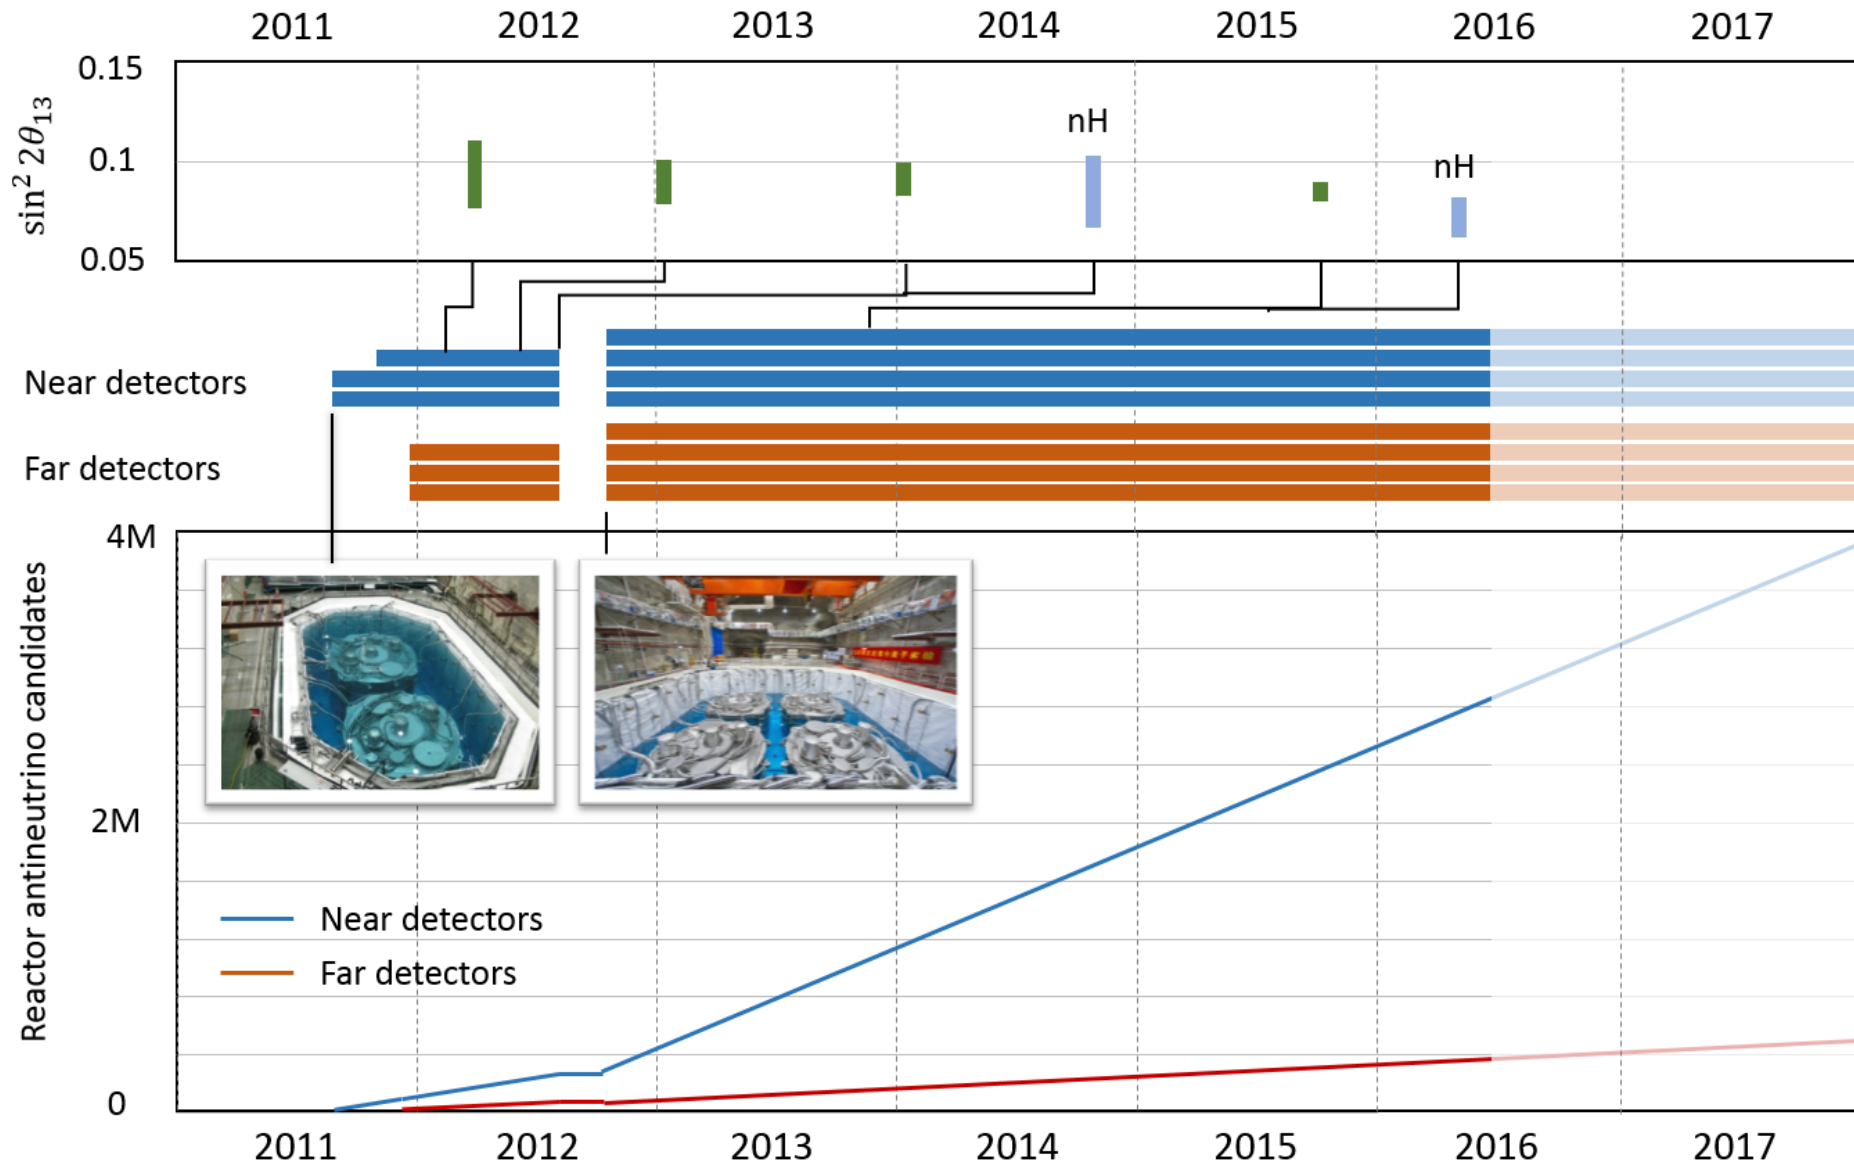 2011 2012 2013 2014 2015 2016 2017
0.15
0.1
0.05
sin² 2θ₁₃
nH
nH
Near detectors
Far detectors
4M
2M
0
Reactor antineutrino candidates
Near detectors
Far detectors
2011 2012 2013 2014 2015 2016 2017